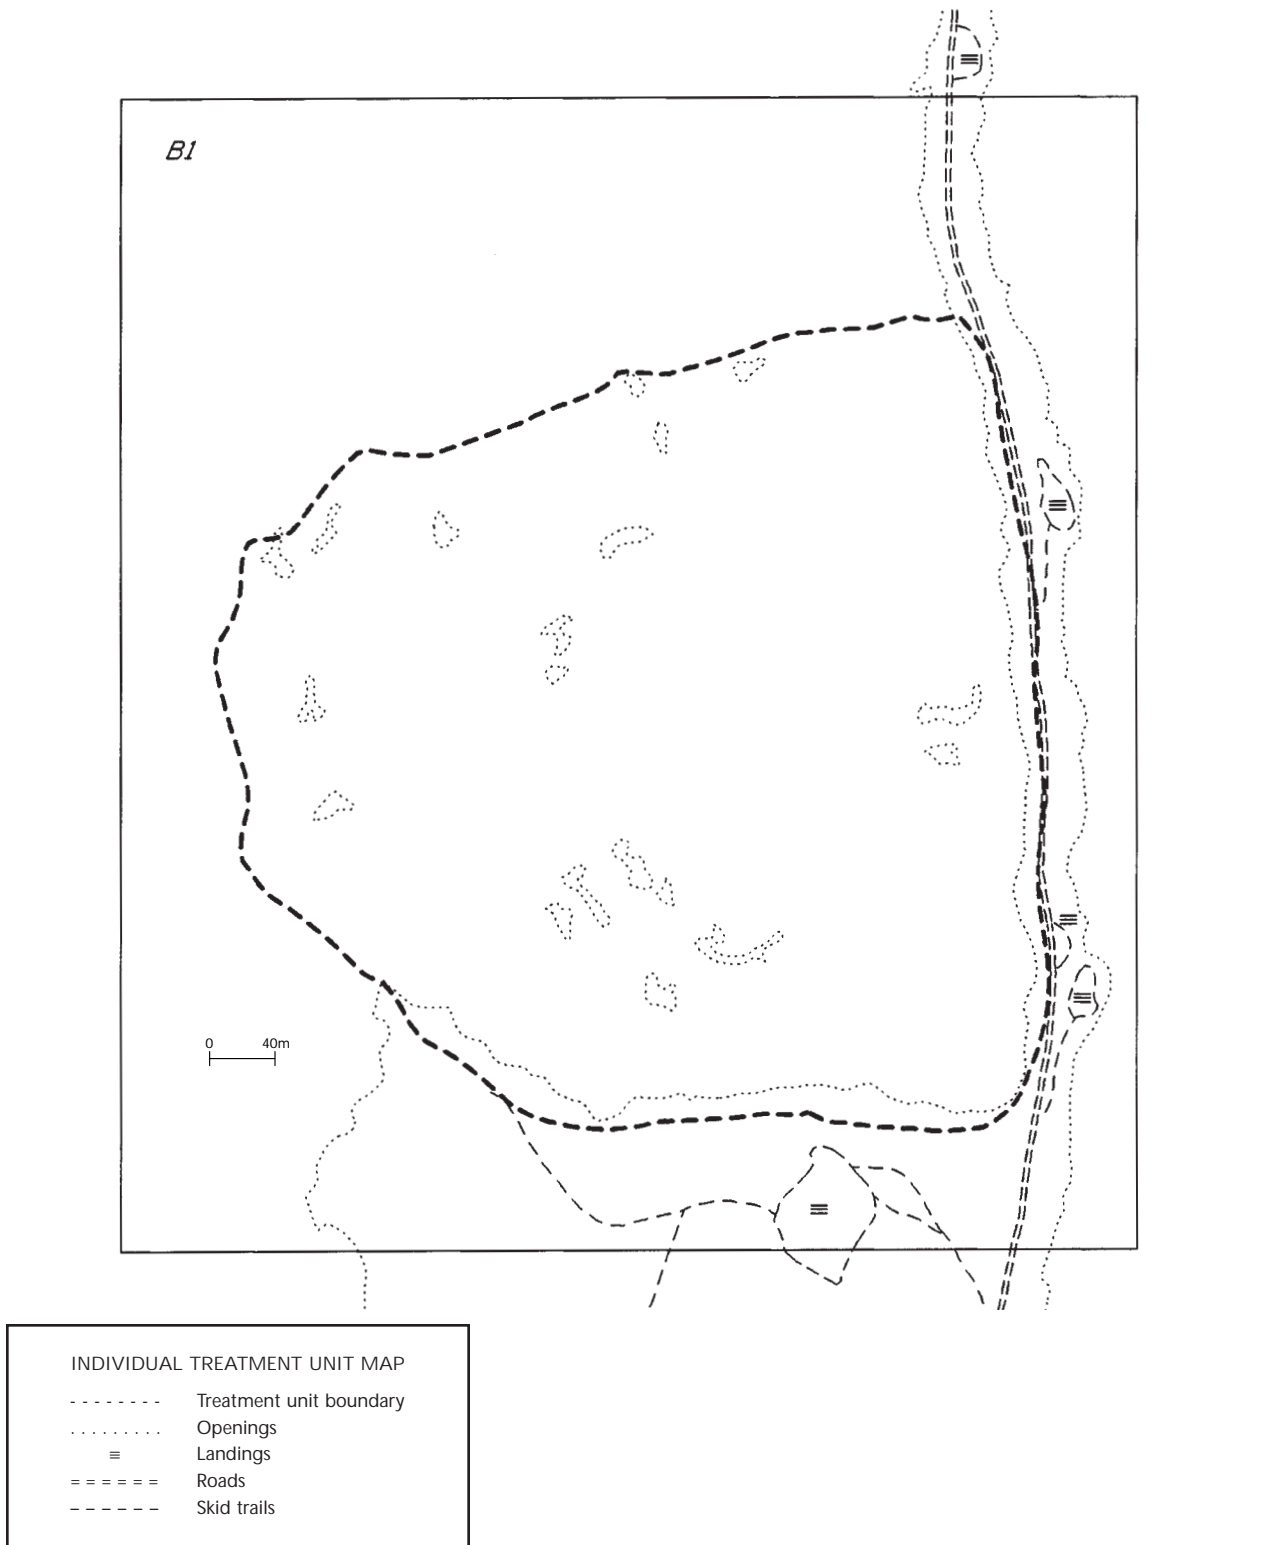 B1
0 40m
INDIVIDUAL TREATMENT UNIT MAP
Treatment unit boundary
Openings
Landings
Roads
Skid trails